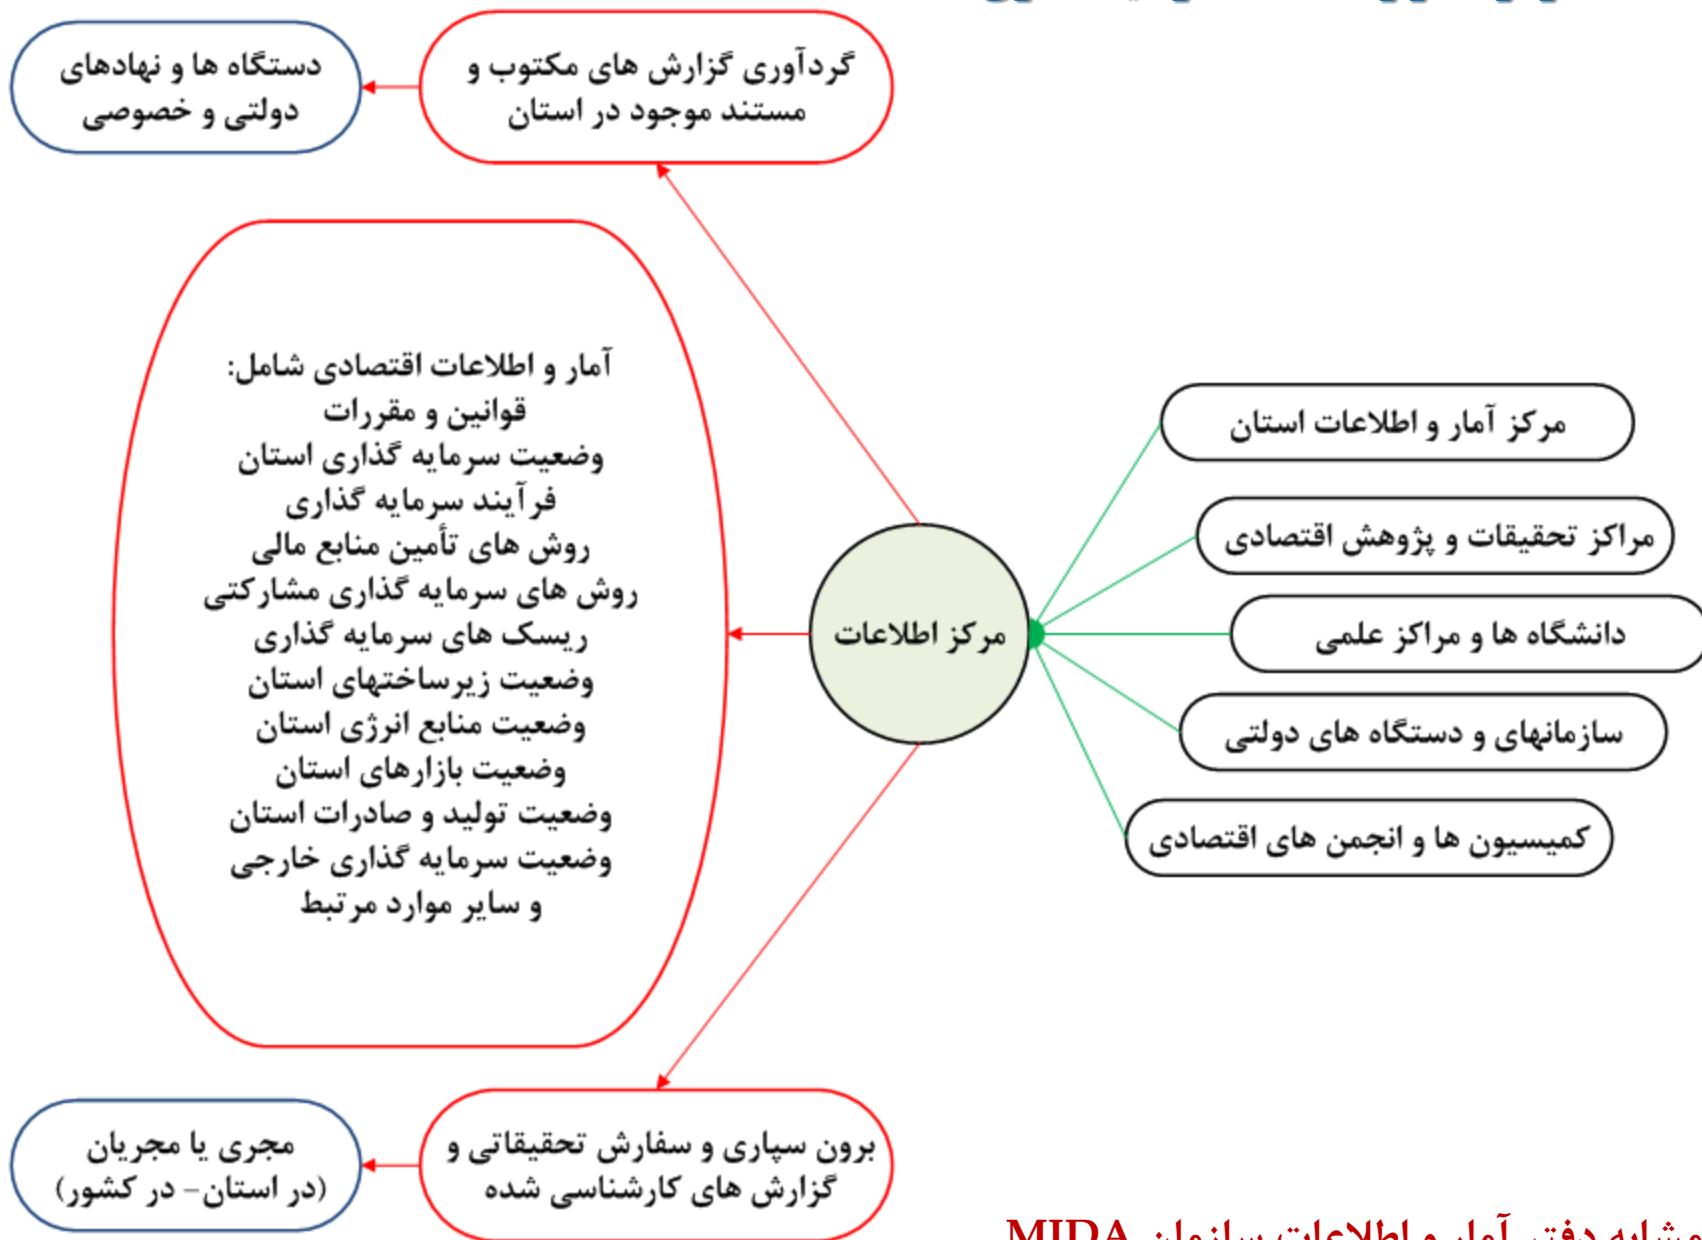 گردآوری گزارش های مکتوب و
مستند موجود در استان
دستگاه ها و نهادهای
دولتی و خصوصی
مرکز آمار و اطلاعات استان
مراکز تحقیقات و پژوهش اقتصادی
دانشگاه ها و مراکز علمی
سازمانهای و دستگاه های دولتی
کمیسیون ها و انجمن های اقتصادی
مرکز اطلاعات
آمار و اطلاعات اقتصادی شامل:
قوانین و مقررات
وضعیت سرمایه گذاری استان
فرآیند سرمایه گذاری
روش های تأمین منابع مالی
روش های سرمایه گذاری مشارکتی
ریسک های سرمایه گذاری
وضعیت زیرساختهای استان
وضعیت منابع انرژی استان
وضعیت بازارهای استان
وضعیت تولید و صادرات استان
وضعیت سرمایه گذاری خارجی
و سایر موارد مرتبط
برون سپاری و سفارش تحقیقاتی و
گزارش های کارشناسی شده
مجری یا مجریان
(در استان- در کشور)
مشابه دفتر آمار و اطلاعات سازمان MIDA